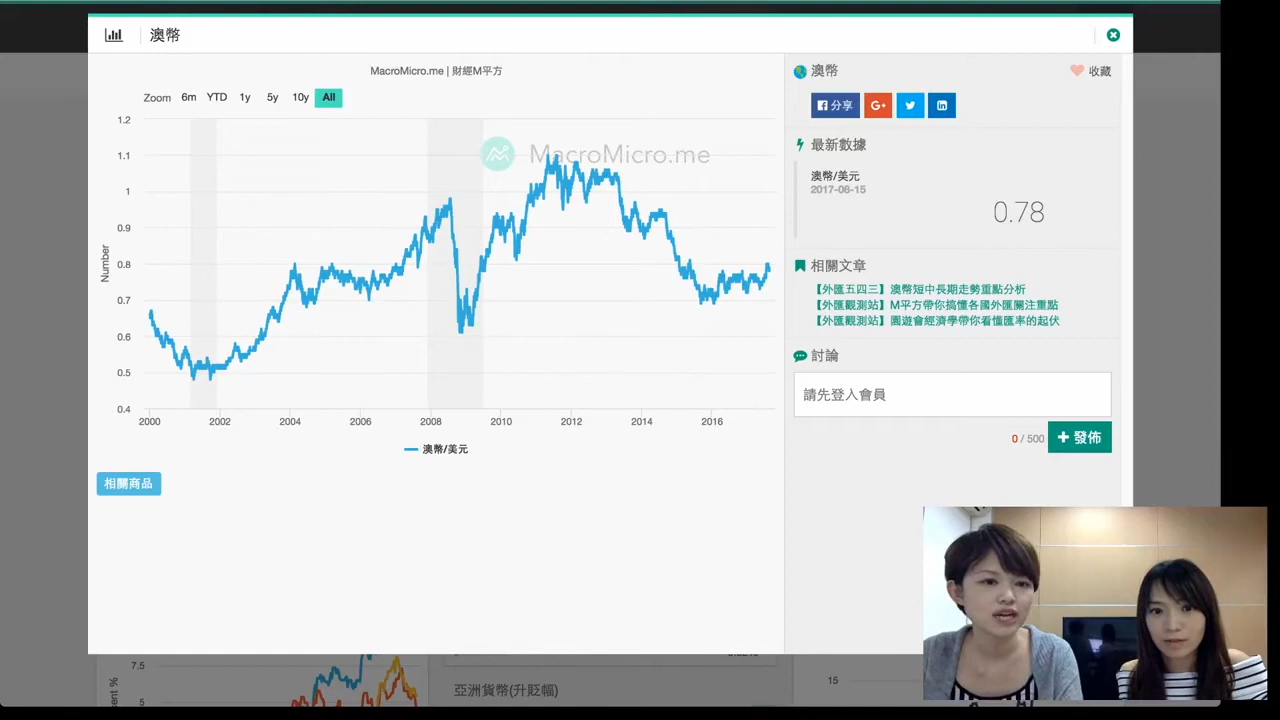 澳幣
MacroMicro.me | 財經M平方
Zoom 6m YTD 1y 5y 10y All
1.2
1.1
1
0.9
0.8
0.7
0.6
0.5
0.4
Number
MacroMicro.me
2000 2002 2004 2006 2008 2010 2012 2014 2016
澳幣/美元
相關商品
澳幣
收藏
分享
G+
最新數據
澳幣/美元
2017-08-15
0.78
相關文章
【外匯五四三】澳幣短中長期走勢重點分析
【外匯觀測站】M平方帶你搞懂各國外匯關注重點
【外匯觀測站】園遊會經濟學帶你看懂匯率的起伏
討論
請先登入會員
0 / 500
發佈
7.5
5
亞洲貨幣(升貶幅)
15